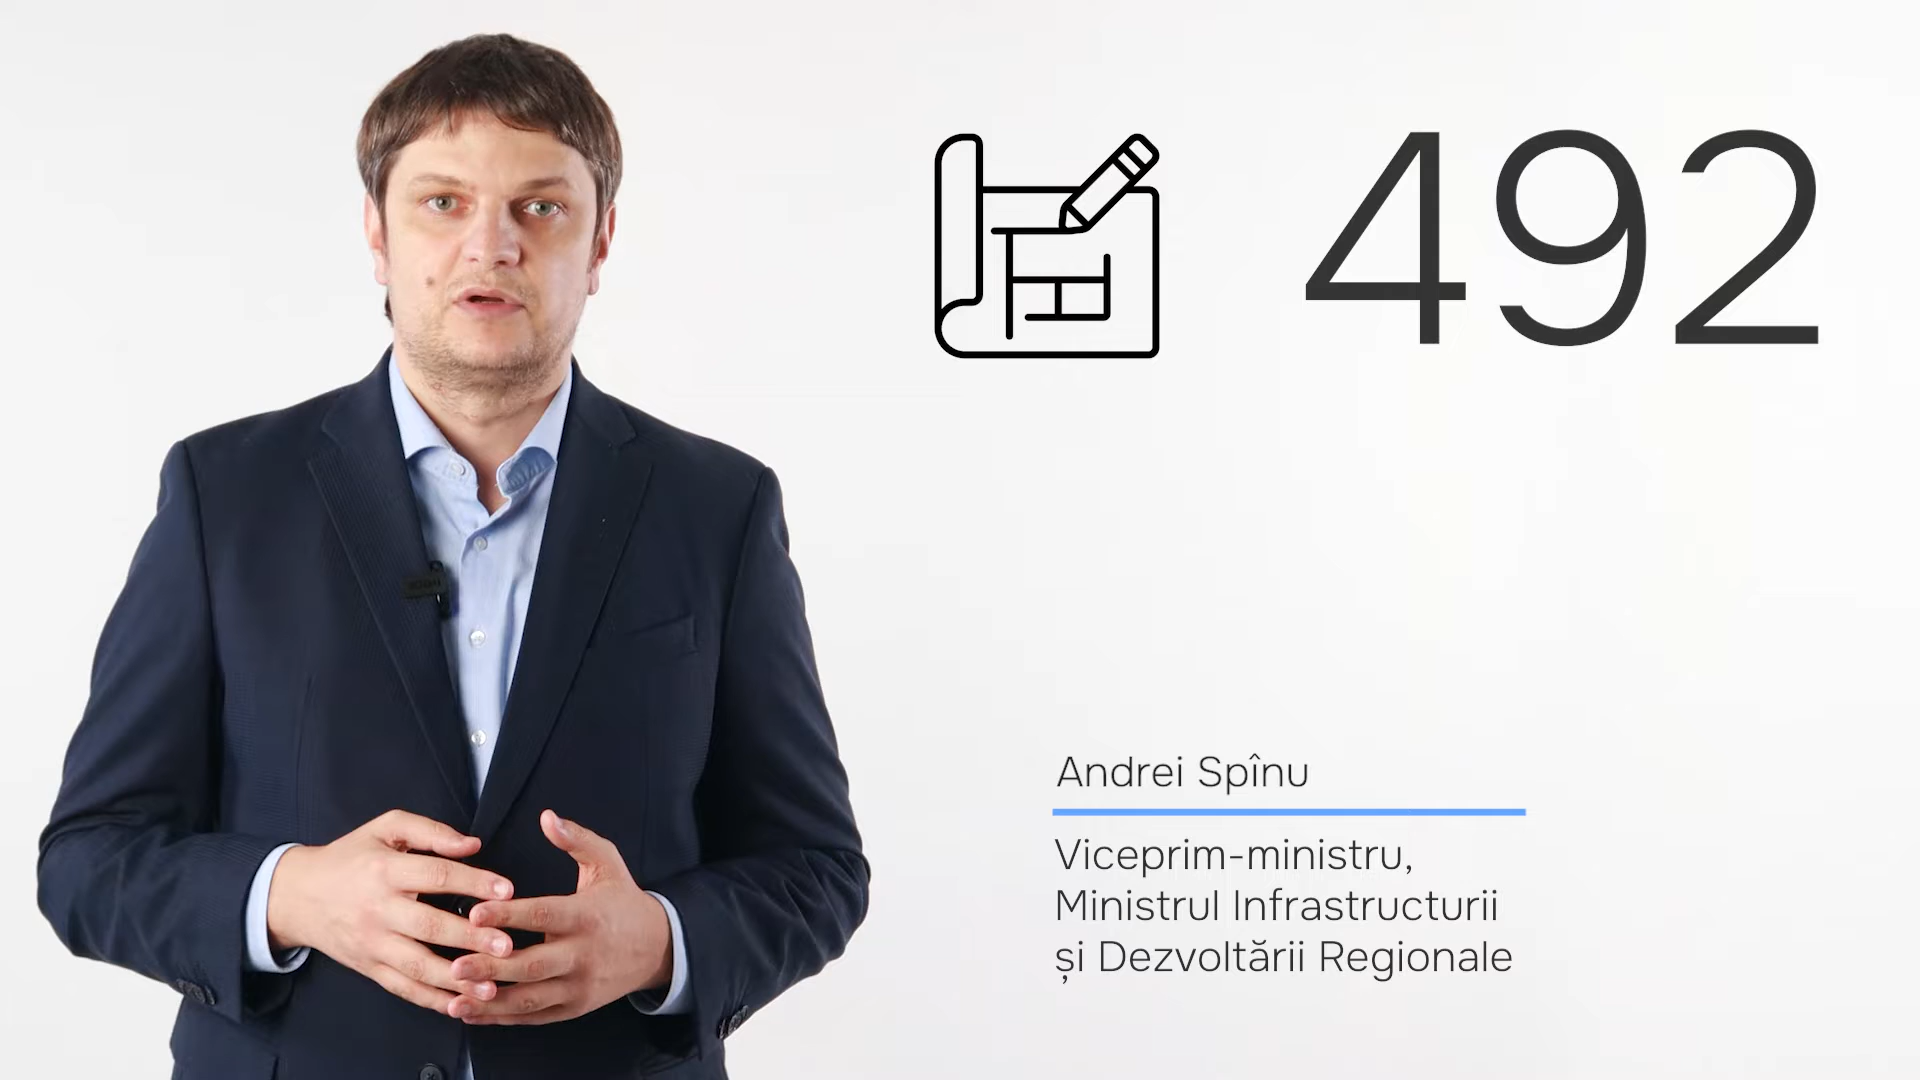 492
Andrei Spînu
Viceprim-ministru,
Ministrul Infrastructurii
și Dezvoltării Regionale